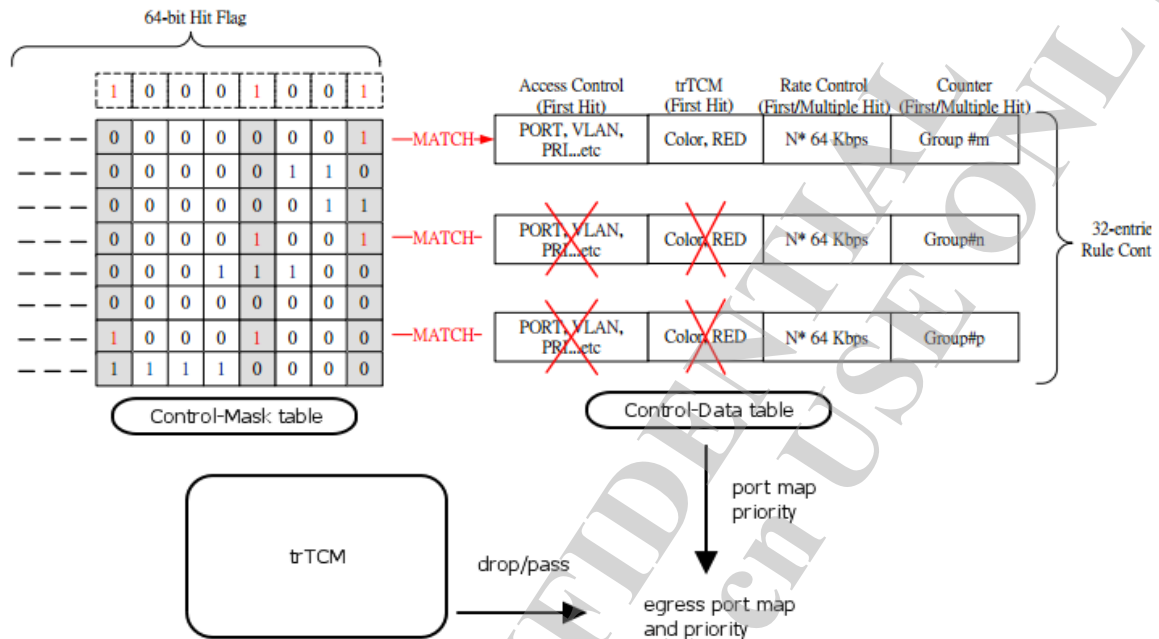 64-bit Hit Flag
1 0 0 0 1 0 0 1
Access Control
(First Hit)
trTCM
(First Hit)
Rate Control
(First/Multiple Hit)
Counter
(First/Multiple Hit)
0 0 0 0 0 0 0 1
MATCH
PORT, VLAN,
PRI...etc
Color, RED
N* 64 Kbps
Group #m
0 0 0 0 0 1 1 0
0 0 0 0 0 0 1 1
0 0 0 0 1 0 0 1
MATCH
PORT, VLAN,
PRI...etc
Color, RED
N* 64 Kbps
Group#n
32-entrie
Rule Cont
0 0 0 1 1 1 0 0
0 0 0 0 0 0 0 0
1 0 0 0 1 0 0 0
MATCH
PORT, VLAN,
PRI...etc
Color, RED
N* 64 Kbps
Group#p
1 1 1 1 0 0 0 0
Control-Mask table
Control-Data table
port map
priority
trTCM
drop/pass
egress port map
and priority
FIDENTIAL
cn USE ONL